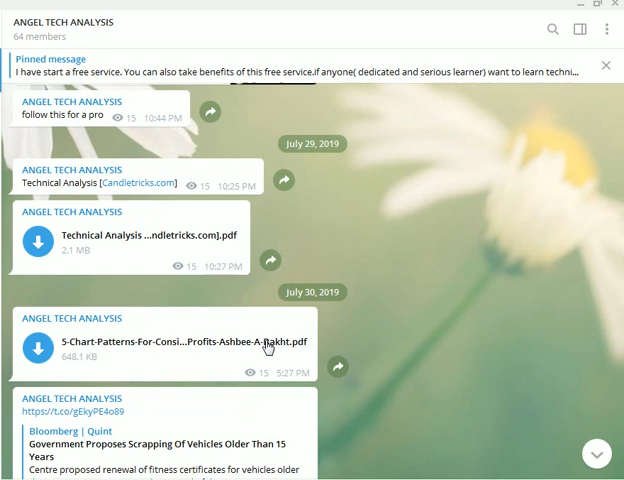 ANGEL TECH ANALYSIS
64 members
Pinned message
I have start a free service. You can also take benefits of this free service.if anyone( dedicated and serious learner) want to learn techni...
ANGEL TECH ANALYSIS
follow this for a pro
15 10:44 PM
July 29, 2019
ANGEL TECH ANALYSIS
Technical Analysis [Candletricks.com]
15 10:25 PM
ANGEL TECH ANALYSIS
Technical Analysis ...ndletricks.com].pdf
2.1 MB
15 10:27 PM
July 30, 2019
ANGEL TECH ANALYSIS
5-Chart-Patterns-For-Consi...Profits-Ashbee-A-Bakht.pdf
648.1 KB
15 5:27 PM
ANGEL TECH ANALYSIS
https://t.co/gEkyPE4o89
Bloomberg | Quint
Government Proposes Scrapping Of Vehicles Older Than 15
Years
Centre proposed renewal of fitness certificates for vehicles older